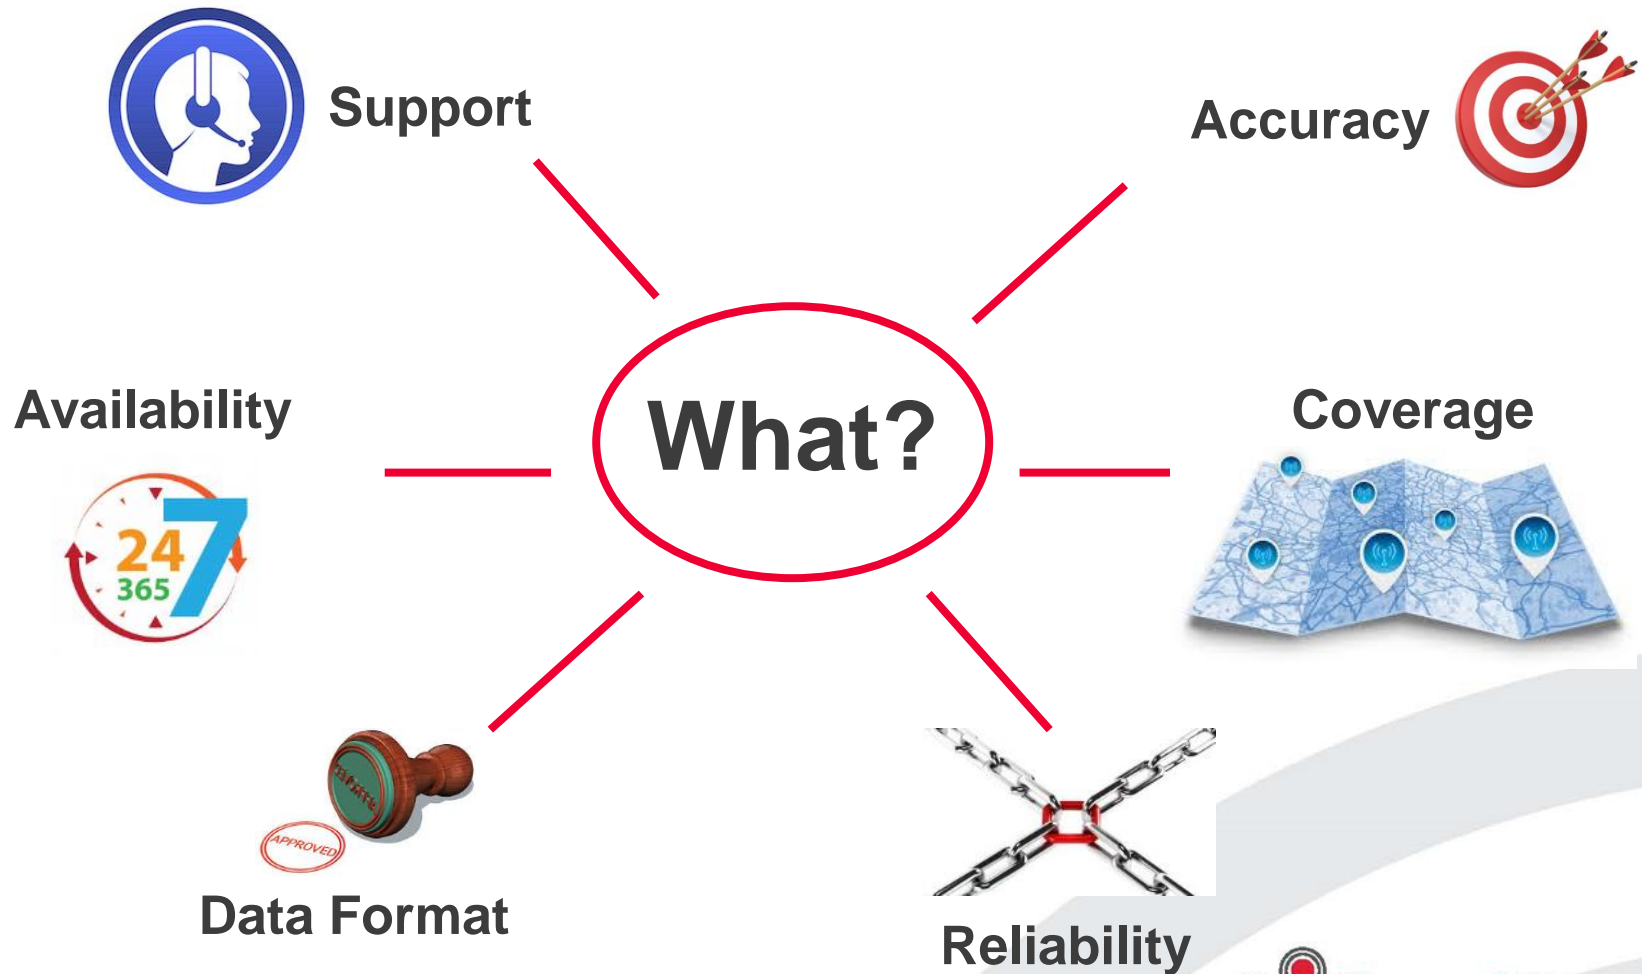 Support
Accuracy
Availability
What?
Coverage
24
7
365
APPROVED
Data Format
Reliability